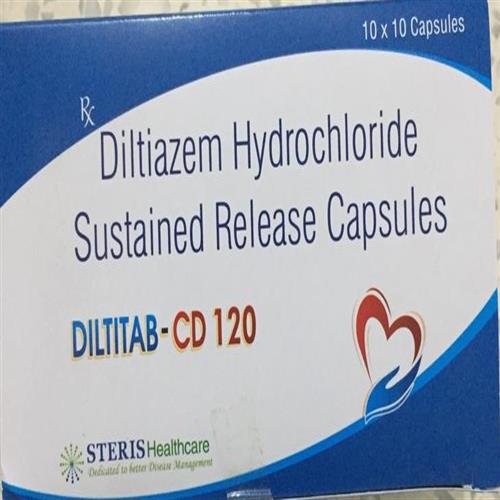 10 x 10 Capsules
Rx
Diltiazem Hydrochloride
Sustained Release Capsules
DILTITAB-CD 120
STERIS Healthcare
Dedicated to better Disease Management